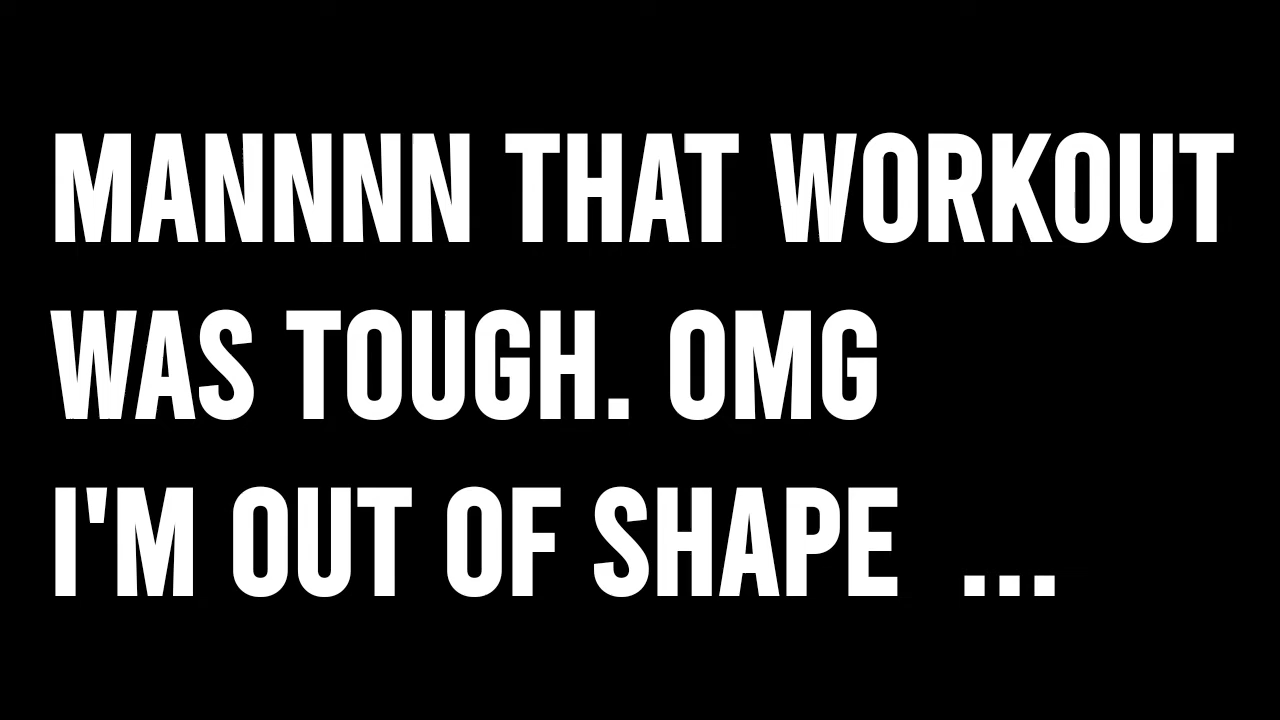 MANNNN THAT WORKOUT
WAS TOUGH. OMG
I'M OUT OF SHAPE  ...